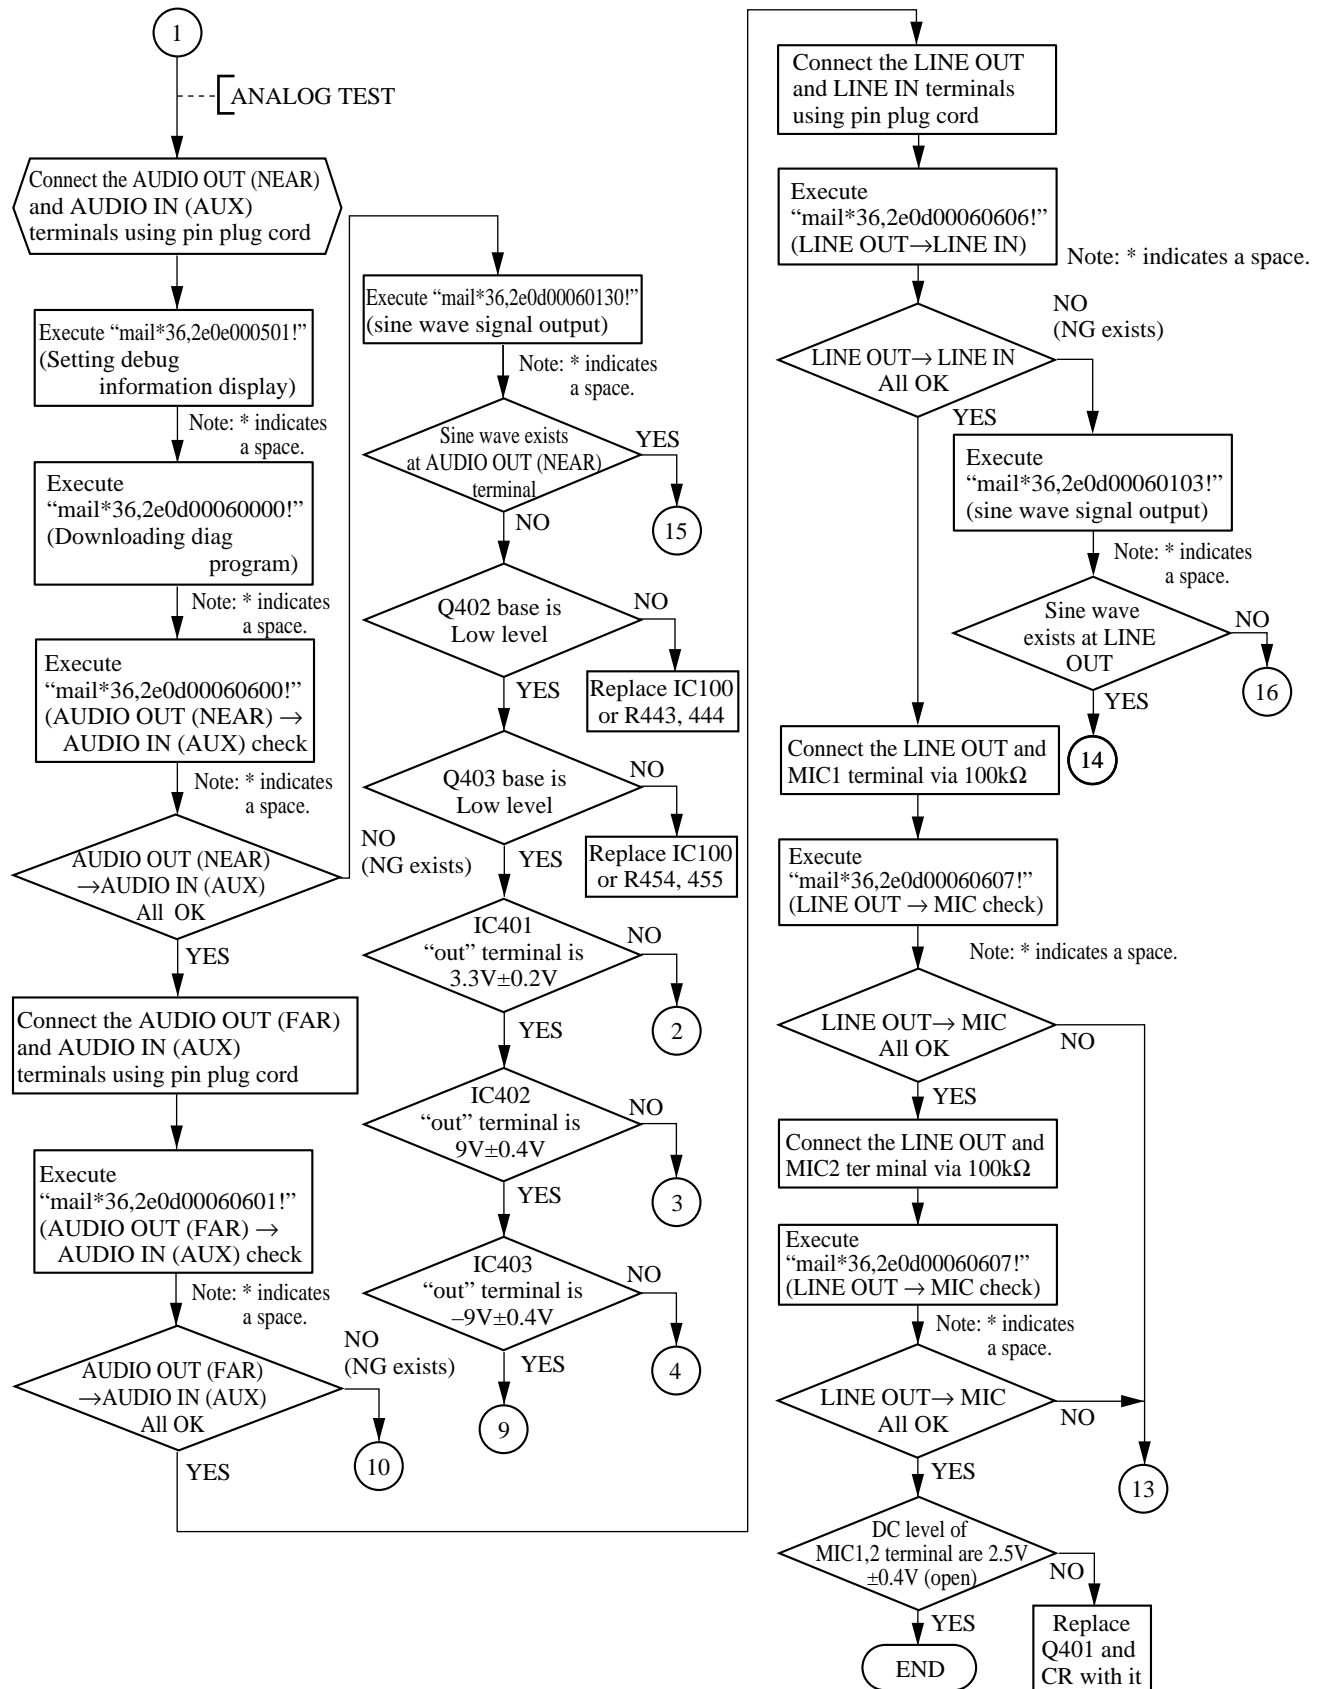 1
ANALOG TEST
Connect the AUDIO OUT (NEAR)
and AUDIO IN (AUX)
terminals using pin plug cord
Execute “mail*36,2e0e000501!”
(Setting debug
information display)
Note: * indicates
a space.
Execute
“mail*36,2e0d00060000!”
(Downloading diag
program)
Note: * indicates
a space.
Execute
“mail*36,2e0d00060600!”
(AUDIO OUT (NEAR) →
AUDIO IN (AUX) check
Note: * indicates
a space.
AUDIO OUT (NEAR)
→AUDIO IN (AUX)
All OK
NO
(NG exists)
YES
Connect the AUDIO OUT (FAR)
and AUDIO IN (AUX)
terminals using pin plug cord
Execute
“mail*36,2e0d00060601!”
(AUDIO OUT (FAR) →
AUDIO IN (AUX) check
Note: * indicates
a space.
AUDIO OUT (FAR)
→AUDIO IN (AUX)
All OK
NO
(NG exists)
10
YES
Execute “mail*36,2e0d00060130!”
(sine wave signal output)
Note: * indicates
a space.
Sine wave exists
at AUDIO OUT (NEAR)
terminal
YES
15
NO
Q402 base is
Low level
NO
Replace IC100
or R443, 444
YES
Q403 base is
Low level
NO
Replace IC100
or R454, 455
YES
IC401
“out” terminal is
3.3V±0.2V
NO
2
YES
IC402
“out” terminal is
9V±0.4V
NO
3
YES
IC403
“out” terminal is
–9V±0.4V
NO
4
YES
9
Connect the LINE OUT
and LINE IN terminals
using pin plug cord
Execute
“mail*36,2e0d00060606!”
(LINE OUT→LINE IN)
Note: * indicates a space.
LINE OUT→ LINE IN
All OK
NO
(NG exists)
YES
Execute
“mail*36,2e0d00060103!”
(sine wave signal output)
Note: * indicates
a space.
Sine wave
exists at LINE
OUT
NO
16
YES
14
Connect the LINE OUT and
MIC1 terminal via 100kΩ
Execute
“mail*36,2e0d00060607!”
(LINE OUT → MIC check)
Note: * indicates a space.
LINE OUT→ MIC
All OK
NO
YES
Connect the LINE OUT and
MIC2 ter minal via 100kΩ
Execute
“mail*36,2e0d00060607!”
(LINE OUT → MIC check)
Note: * indicates
a space.
LINE OUT→ MIC
All OK
NO
13
YES
DC level of
MIC1,2 terminal are 2.5V
±0.4V (open)
NO
Replace
Q401 and
CR with it
YES
END